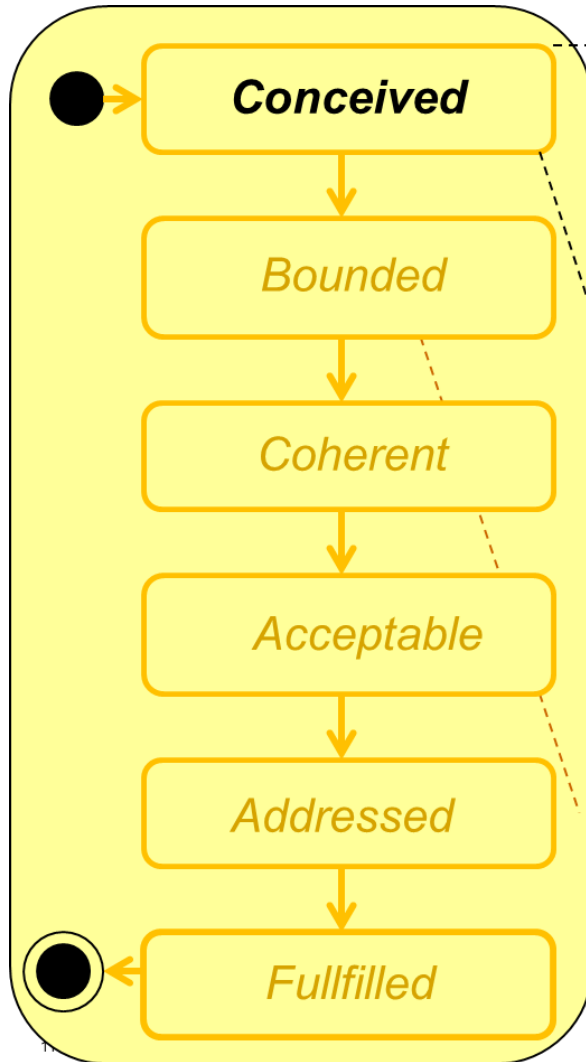 Conceived
Bounded
Coherent
Acceptable
Addressed
Fullfilled